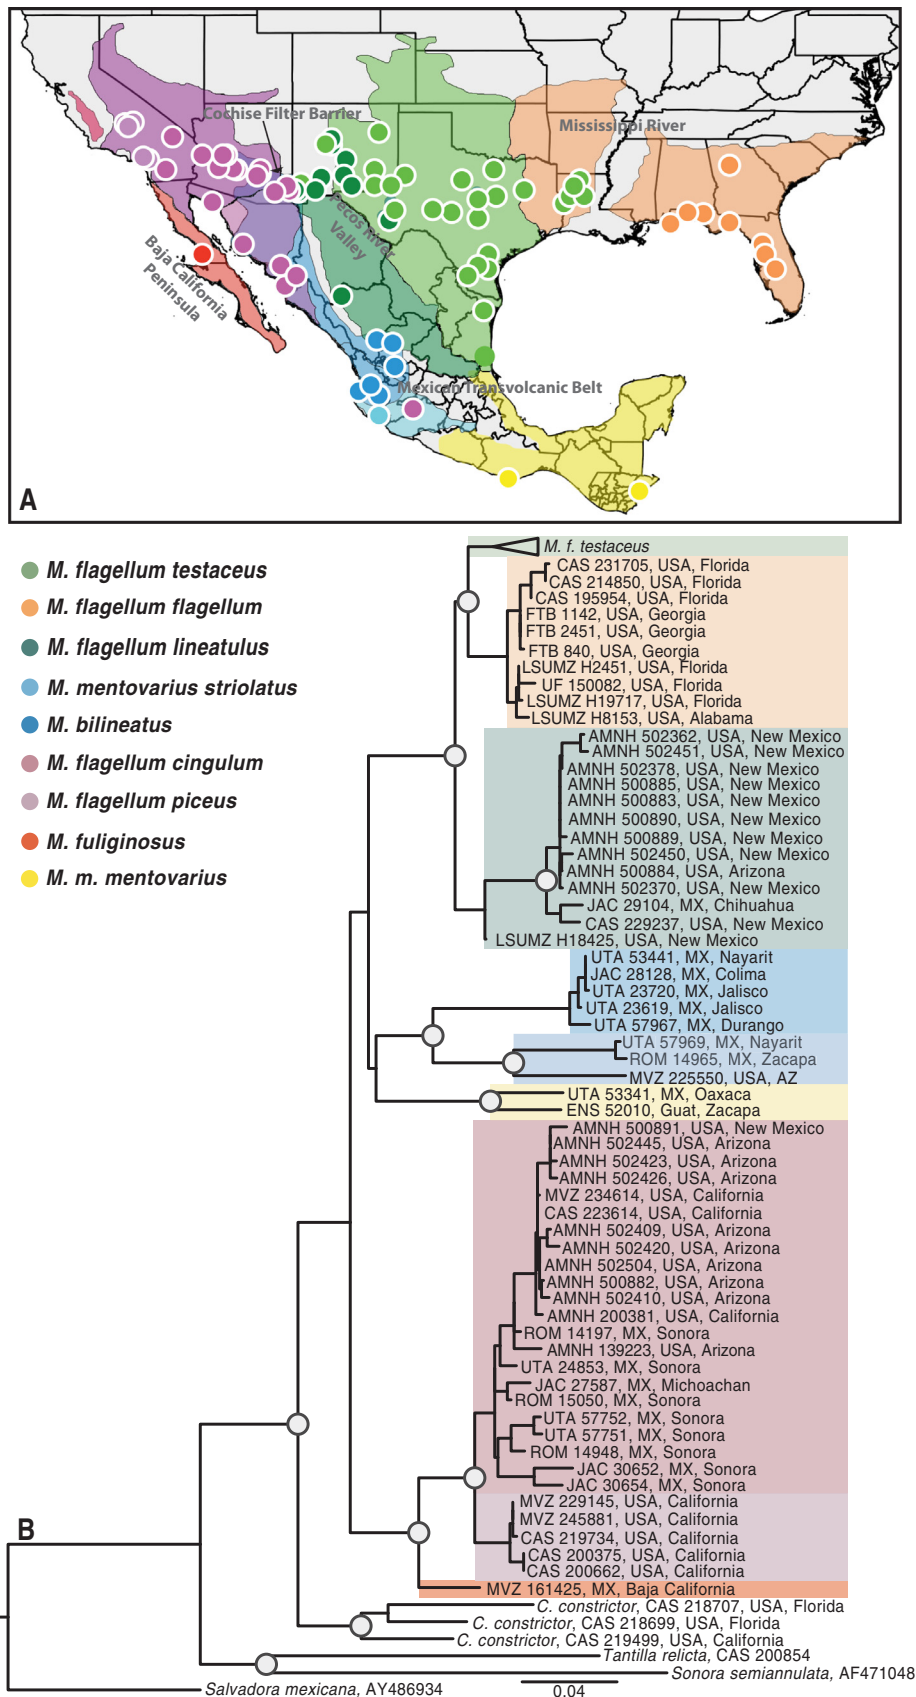 Cochise Filter Barrier
Mississippi River
Pecos River
Valley
Baja California
Peninsula
Mexican Transvolcanic Belt
A
M. flagellum testaceus
M. flagellum flagellum
M. flagellum lineatulus
M. mentovarius striolatus
M. bilineatus
M. flagellum cingulum
M. flagellum piceus
M. fuliginosus
M. m. mentovarius
M. f. testaceus
CAS 231705, USA, Florida
CAS 214850, USA, Florida
CAS 195954, USA, Florida
FTB 1142, USA, Georgia
FTB 2451, USA, Georgia
FTB 840, USA, Georgia
LSUMZ H2451, USA, Florida
UF 150082, USA, Florida
LSUMZ H19717, USA, Florida
LSUMZ H8153, USA, Alabama
AMNH 502362, USA, New Mexico
AMNH 502451, USA, New Mexico
AMNH 502378, USA, New Mexico
AMNH 500885, USA, New Mexico
AMNH 500883, USA, New Mexico
AMNH 500890, USA, New Mexico
AMNH 500889, USA, New Mexico
AMNH 502450, USA, New Mexico
AMNH 500884, USA, Arizona
AMNH 502370, USA, New Mexico
JAC 29104, MX, Chihuahua
CAS 229237, USA, New Mexico
LSUMZ H18425, USA, New Mexico
UTA 53441, MX, Nayarit
JAC 28128, MX, Colima
UTA 23720, MX, Jalisco
UTA 23619, MX, Jalisco
UTA 57967, MX, Durango
UTA 57969, MX, Nayarit
ROM 14965, MX, Zacapa
MVZ 225550, USA, AZ
UTA 53341, MX, Oaxaca
ENS 52010, Guat, Zacapa
AMNH 500891, USA, New Mexico
AMNH 502445, USA, Arizona
AMNH 502423, USA, Arizona
AMNH 502426, USA, Arizona
MVZ 234614, USA, California
CAS 223614, USA, California
AMNH 502409, USA, Arizona
AMNH 502420, USA, Arizona
AMNH 502504, USA, Arizona
AMNH 500882, USA, Arizona
AMNH 502410, USA, Arizona
AMNH 200381, USA, California
ROM 14197, MX, Sonora
AMNH 139223, USA, Arizona
UTA 24853, MX, Sonora
JAC 27587, MX, Michoachan
ROM 15050, MX, Sonora
UTA 57752, MX, Sonora
UTA 57751, MX, Sonora
ROM 14948, MX, Sonora
JAC 30652, MX, Sonora
JAC 30654, MX, Sonora
MVZ 229145, USA, California
MVZ 245881, USA, California
CAS 219734, USA, California
CAS 200375, USA, California
CAS 200662, USA, California
B
MVZ 161425, MX, Baja California
C. constrictor, CAS 218707, USA, Florida
C. constrictor, CAS 218699, USA, Florida
C. constrictor, CAS 219499, USA, California
Tantilla relicta, CAS 200854
Sonora semiannulata, AF471048
Salvadora mexicana, AY486934
0.04